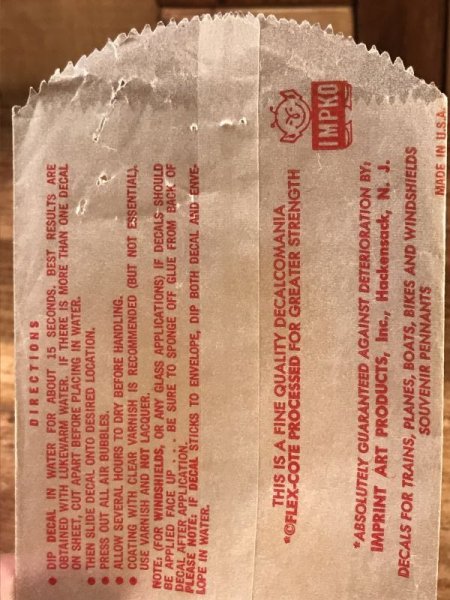 DIRECTIONS
• DIP DECAL IN WATER FOR ABOUT 15 SECONDS. BEST RESULTS ARE
OBTAINED WITH LUKEWARM WATER. IF THERE IS MORE THAN ONE DECAL
ON SHEET, CUT APART BEFORE PLACING IN WATER.
• THEN SLIDE DECAL ONTO DESIRED LOCATION.
• PRESS OUT ALL AIR BUBBLES.
• ALLOW SEVERAL HOURS TO DRY BEFORE HANDLING.
• COATING WITH CLEAR VARNISH IS RECOMMENDED (BUT NOT ESSENTIAL).
USE VARNISH AND NOT LACQUER.
NOTE: (FOR WINDSHIELDS, OR ANY GLASS APPLICATIONS) IF DECALS SHOULD
BE APPLIED FACE UP . . . . BE SURE TO SPONGE OFF GLUE FROM BACK OF
DECAL AFTER APPLICATION.
PLEASE NOTE: IF DECAL STICKS TO ENVELOPE, DIP BOTH DECAL AND ENVE-
LOPE IN WATER.
THIS IS A FINE QUALITY DECALCOMANIA
*©FLEX-COTE PROCESSED FOR GREATER STRENGTH
IMPKO
*ABSOLUTELY GUARANTEED AGAINST DETERIORATION BY:
IMPRINT ART PRODUCTS, Inc., Hackensack, N. J.
DECALS FOR TRAINS, PLANES, BOATS, BIKES AND WINDSHIELDS
SOUVENIR PENNANTS
MADE IN U.S.A.